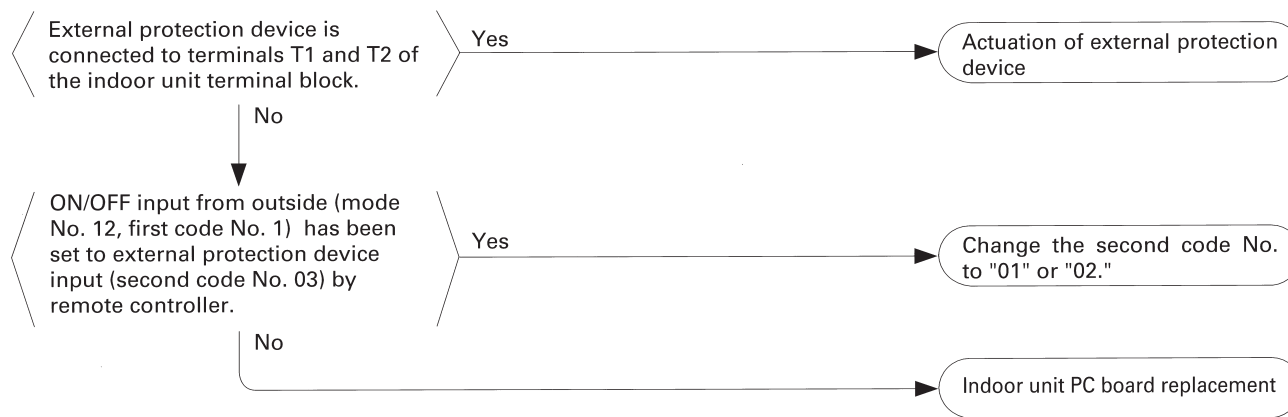 External protection device is
connected to terminals T1 and T2 of
the indoor unit terminal block.
Yes
Actuation of external protection
device
No
ON/OFF input from outside (mode
No. 12, first code No. 1) has been
set to external protection device
input (second code No. 03) by
remote controller.
Yes
Change the second code No.
to "01" or "02."
No
Indoor unit PC board replacement